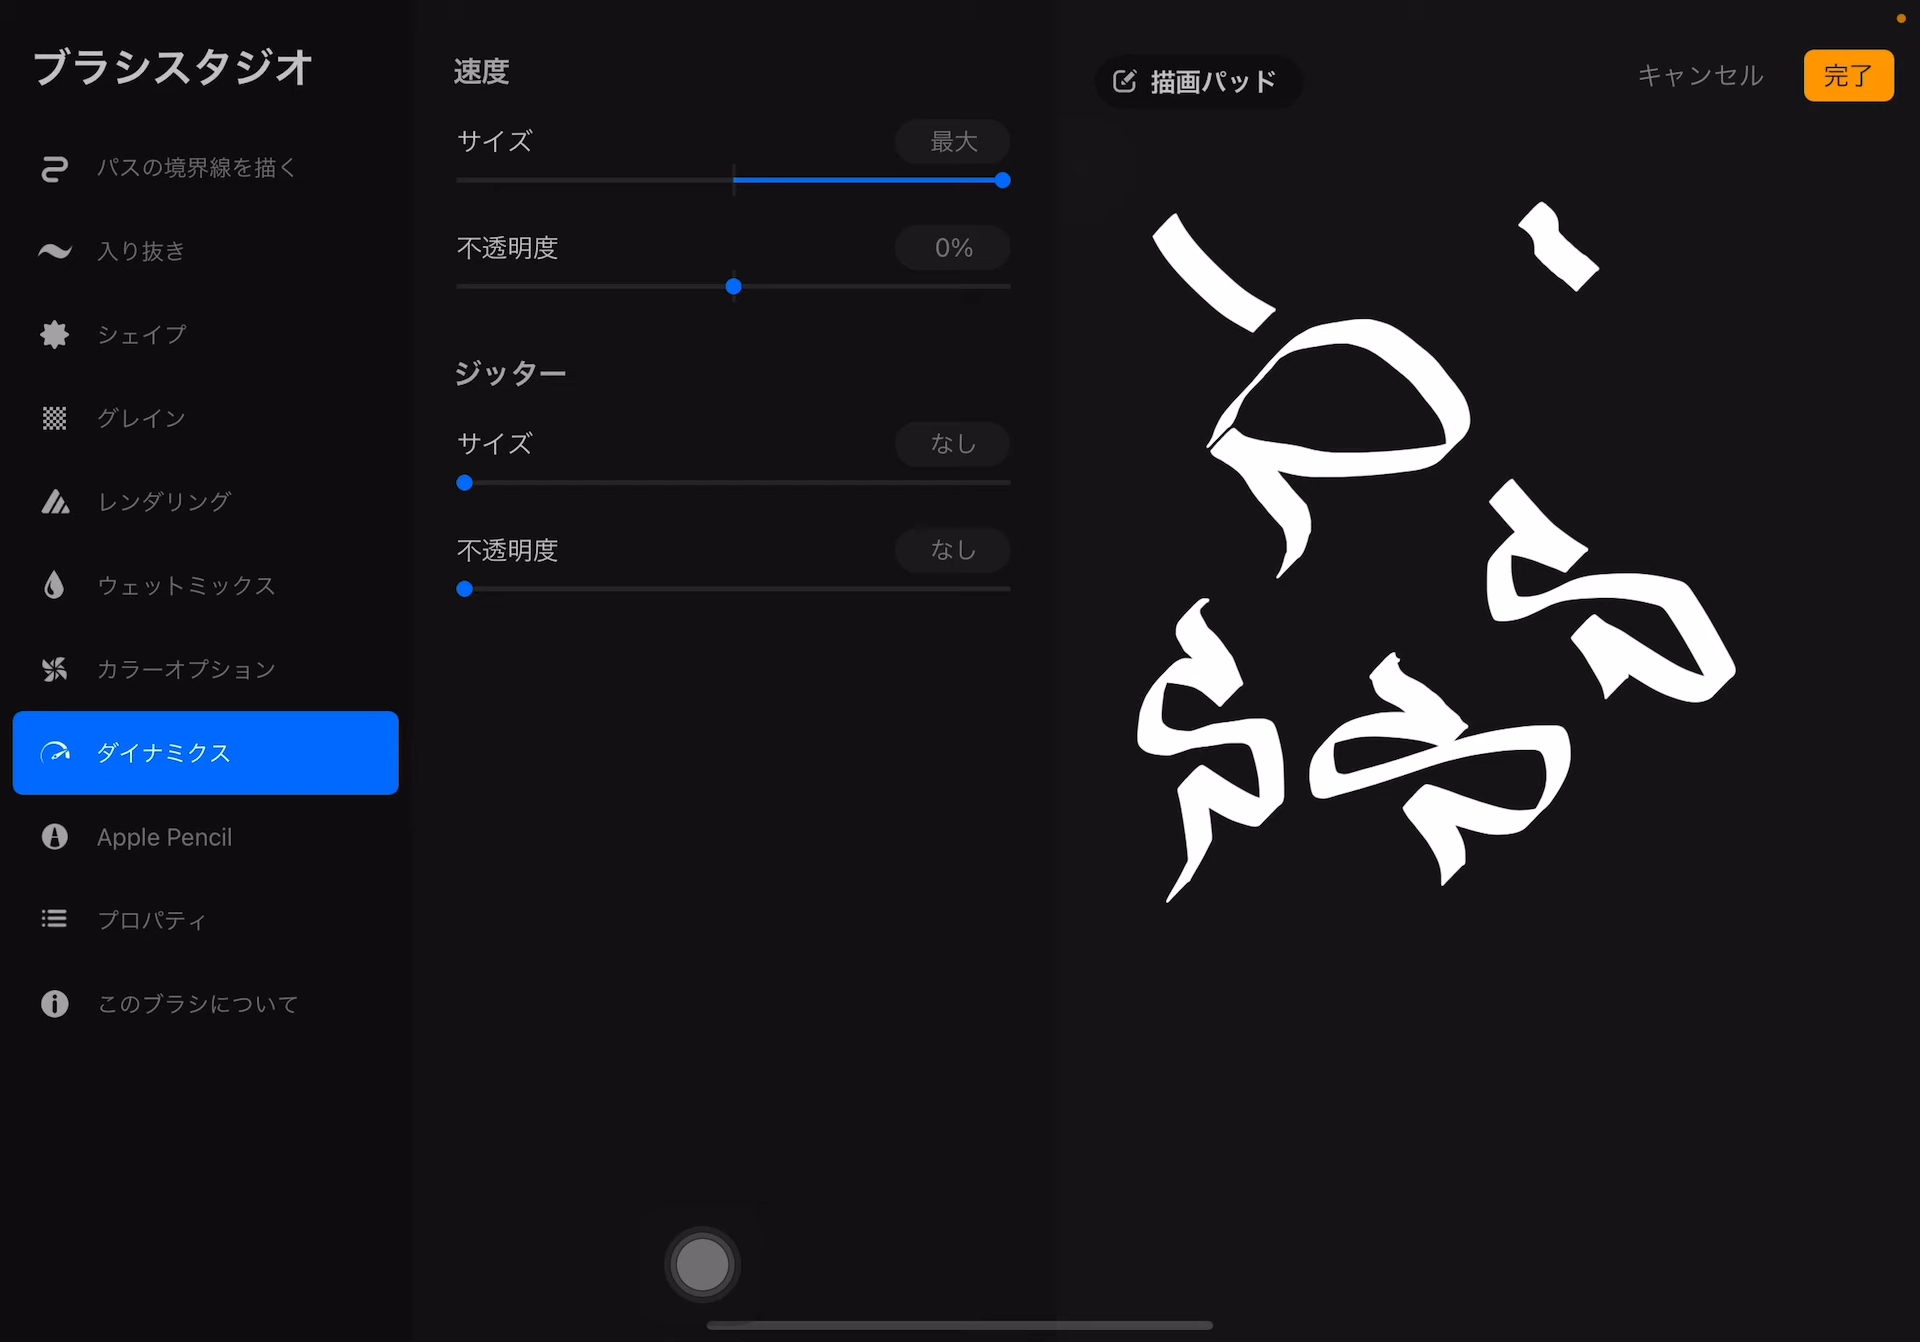 ブラシスタジオ
パスの境界線を描く
入り抜き
シェイプ
グレイン
レンダリング
ウェットミックス
カラーオプション
ダイナミクス
Apple Pencil
プロパティ
このブラシについて
速度
サイズ 最大
不透明度 0%
ジッター
サイズ なし
不透明度 なし
描画パッド
キャンセル
完了